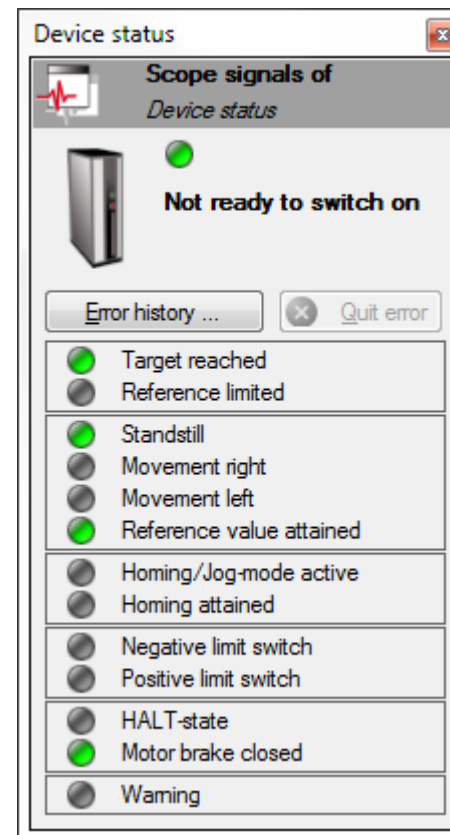 Device status
Scope signals of
Device status
Not ready to switch on
Error history ...
Quit error
Target reached
Reference limited
Standstill
Movement right
Movement left
Reference value attained
Homing/Jog-mode active
Homing attained
Negative limit switch
Positive limit switch
HALT-state
Motor brake closed
Warning